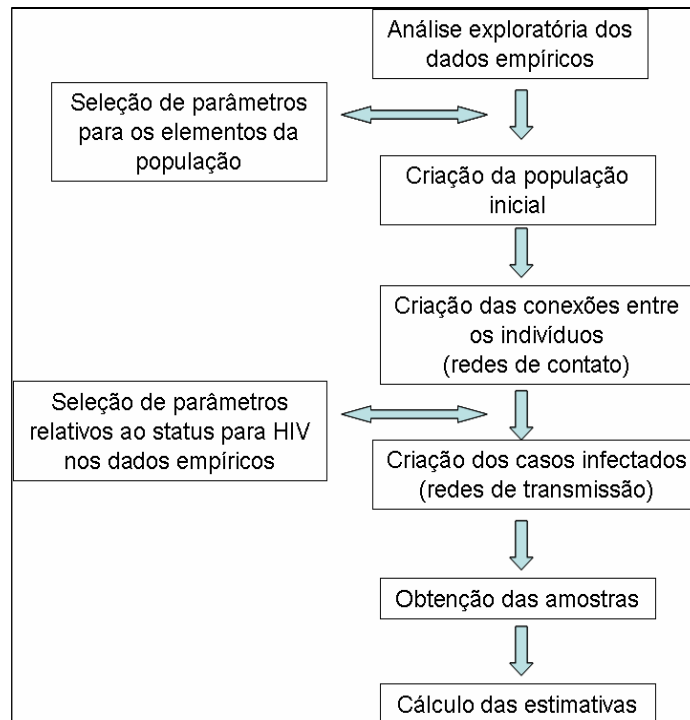 Análise exploratória dos
dados empíricos
Seleção de parâmetros
para os elementos da
população
Criação da população
inicial
Criação das conexões entre
os indivíduos
(redes de contato)
Seleção de parâmetros
relativos ao status para HIV
nos dados empíricos
Criação dos casos infectados
(redes de transmissão)
Obtenção das amostras
Cálculo das estimativas